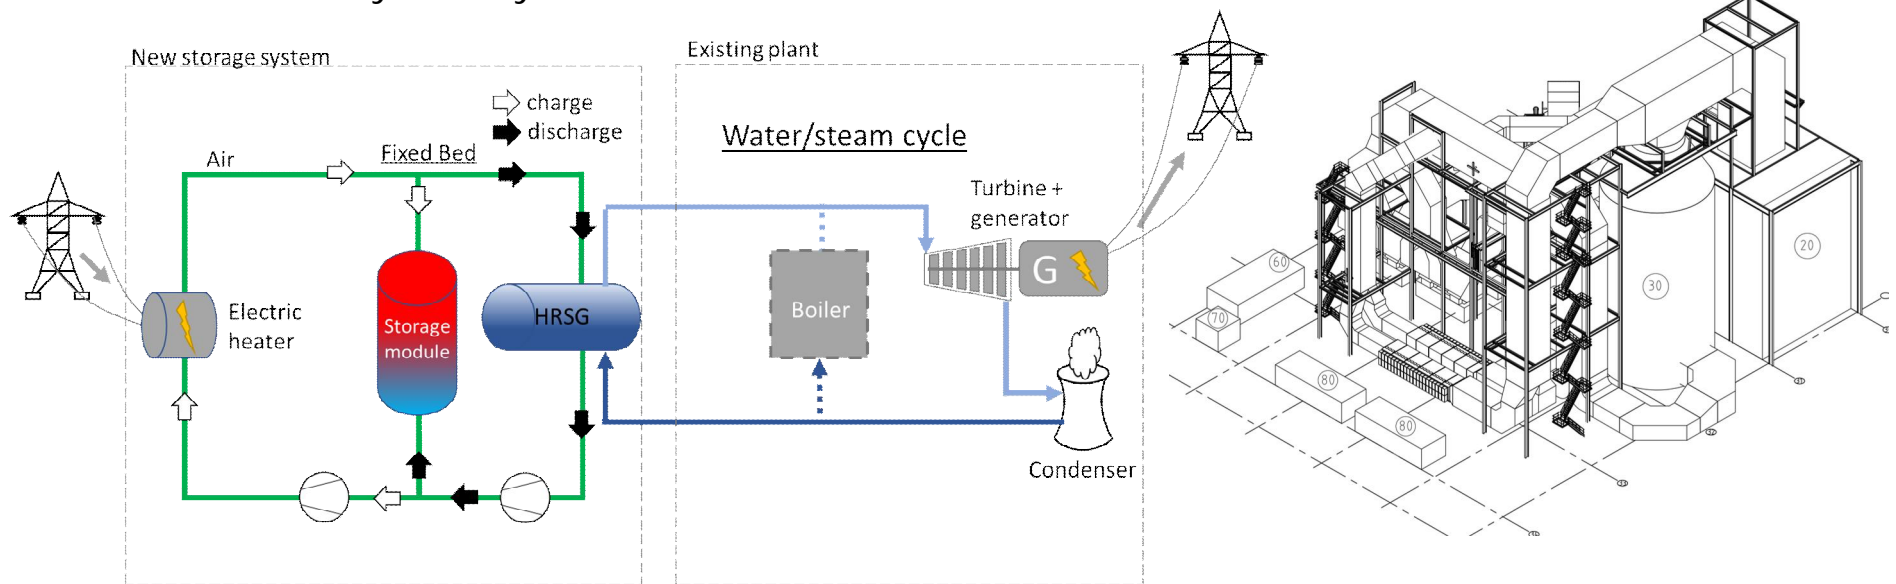 New storage system
Existing plant
charge
discharge
Water/steam cycle
Air
Fixed Bed
Turbine +
generator
G
Electric
heater
Storage
module
HRSG
Boiler
Condenser
20
30
60
70
80
80